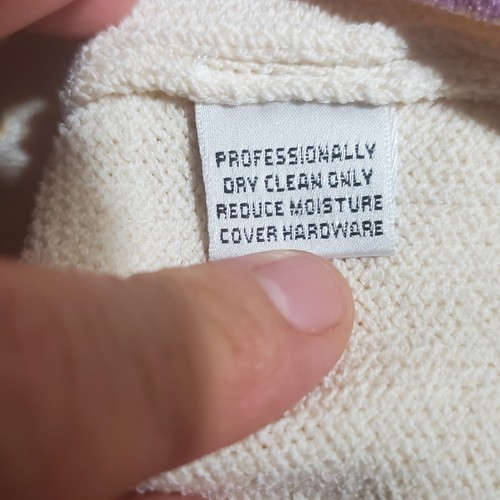 PROFESSIONALLY
DRY CLEAN ONLY
REDUCE MOISTURE
COVER HARDWARE